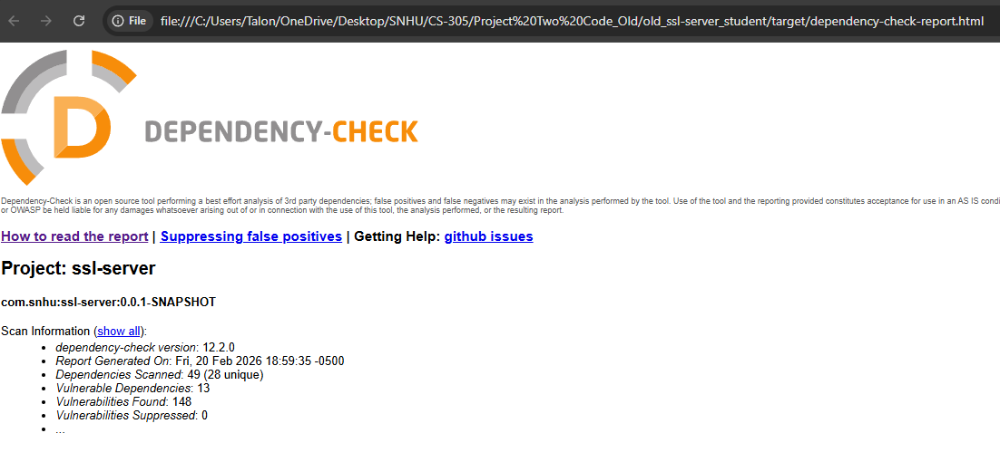 File
file:///C:/Users/Talon/OneDrive/Desktop/SNHU/CS-305/Project%20Two%20Code_Old/old_ssl-server_student/target/dependency-check-report.html
D
DEPENDENCY-CHECK
Dependency-Check is an open source tool performing a best effort analysis of 3rd party dependencies; false positives and false negatives may exist in the analysis performed by the tool. Use of the tool and the reporting provided constitutes acceptance for use in an AS IS condi
or OWASP be held liable for any damages whatsoever arising out of or in connection with the use of this tool, the analysis performed, or the resulting report.
How to read the report | Suppressing false positives | Getting Help: github issues
Project: ssl-server
com.snhu:ssl-server:0.0.1-SNAPSHOT
Scan Information (show all):
• dependency-check version: 12.2.0
• Report Generated On: Fri, 20 Feb 2026 18:59:35 -0500
• Dependencies Scanned: 49 (28 unique)
• Vulnerable Dependencies: 13
• Vulnerabilities Found: 148
• Vulnerabilities Suppressed: 0
• ...